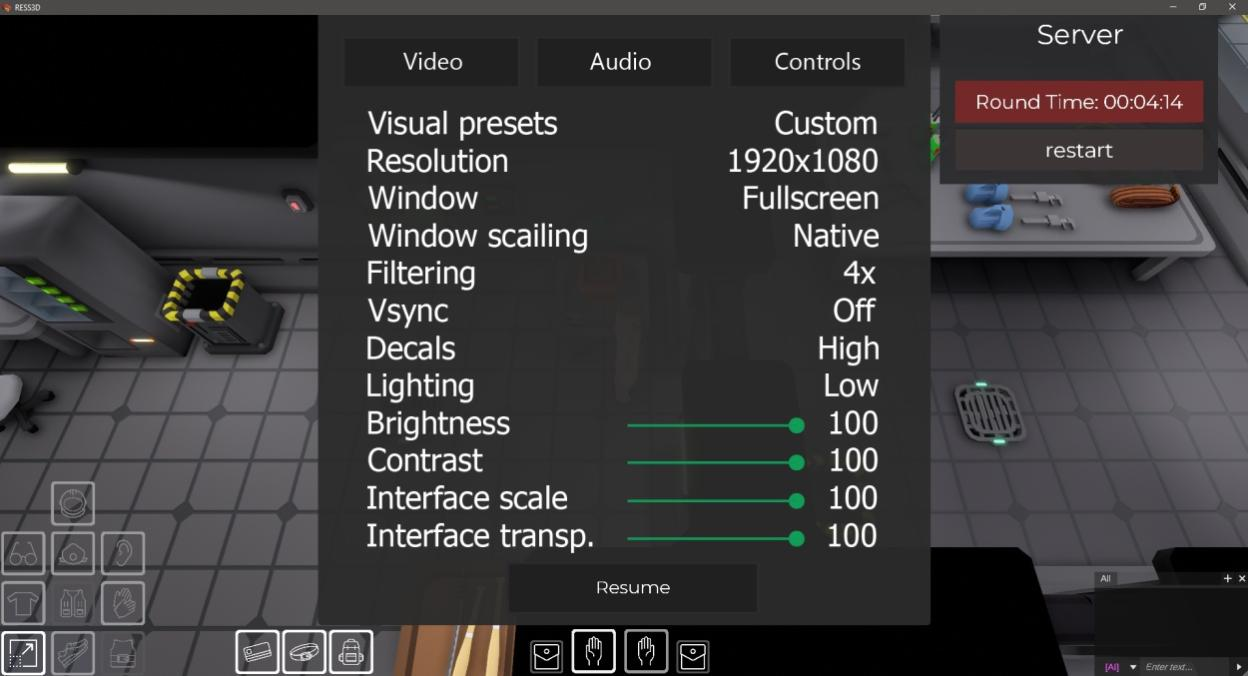 RESS3D
Video Audio Controls
Visual presets Custom
Resolution 1920x1080
Window Fullscreen
Window scailing Native
Filtering 4x
Vsync Off
Decals High
Lighting Low
Brightness 100
Contrast 100
Interface scale 100
Interface transp. 100
Resume
Server
Round Time: 00:04:14
restart
All
[All] Enter text...